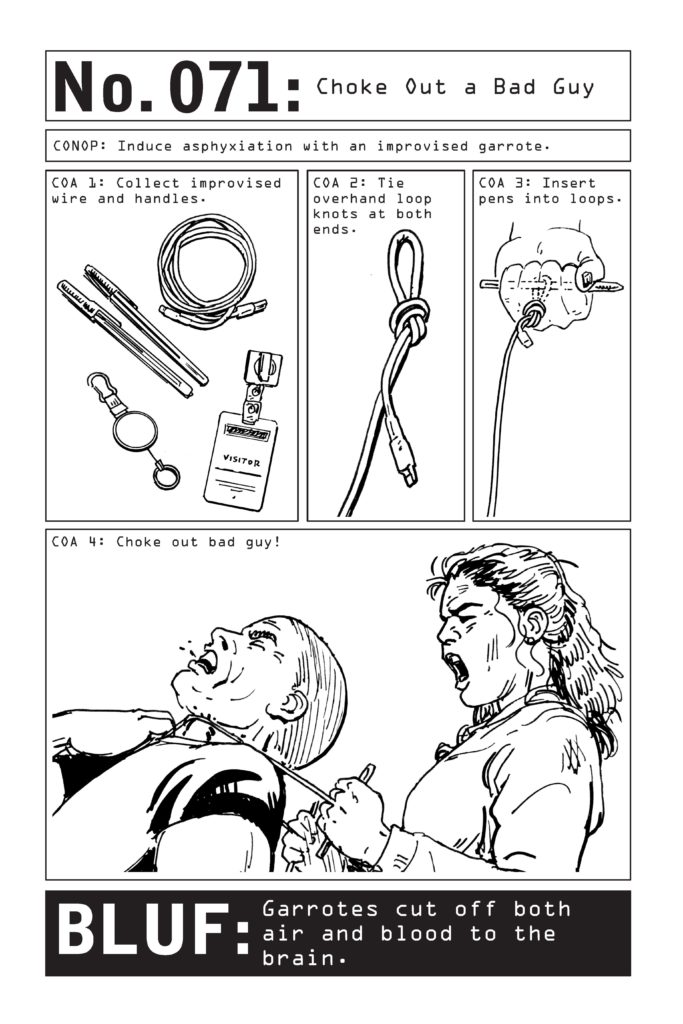 No. 071: Choke Out a Bad Guy
CONOP: Induce asphyxiation with an improvised garrote.
COA 1: Collect improvised
wire and handles.
VISITOR
COA 2: Tie
overhand loop
knots at both
ends.
COA 3: Insert
pens into loops.
COA 4: Choke out bad guy!
BLUF: Garrotes cut off both
air and blood to the
brain.